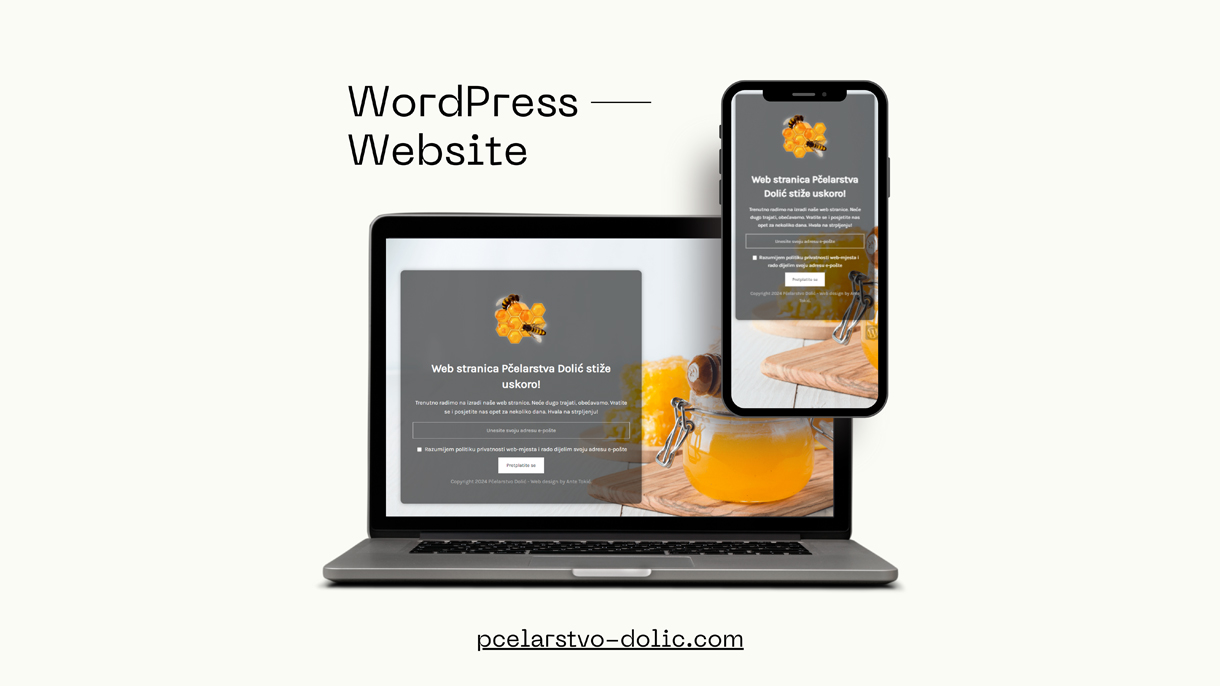 WordPress
Website
Web stranica Pčelarstva Dolić stiže
uskoro!
Trenutno radimo na izradi naše web stranice. Neće dugo trajati, obećavamo. Vratite
se i posjetite nas opet za nekoliko dana. Hvala na strpljenju!
Unesite svoju adresu e-pošte
Razumijem politiku privatnosti web-mjesta i rado dijelim svoju adresu e-pošte
Pretplatite se
Copyright 2024 Pčelarstvo Dolić - Web design by Ante
Web stranica Pčelarstva
Dolić stiže uskoro!
Trenutno radimo na izradi naše web stranice. Neće
dugo trajati, obećavamo. Vratite se i posjetite nas
opet za nekoliko dana. Hvala na strpljenju!
Unesite svoju adresu e-pošte
Razumijem politiku privatnosti web-mjesta i
rado dijelim svoju adresu e-pošte
Pretplatite se
Copyright 2024 Pčelarstvo Dolić - Web design by Ante
pcelarstvo-dolic.com